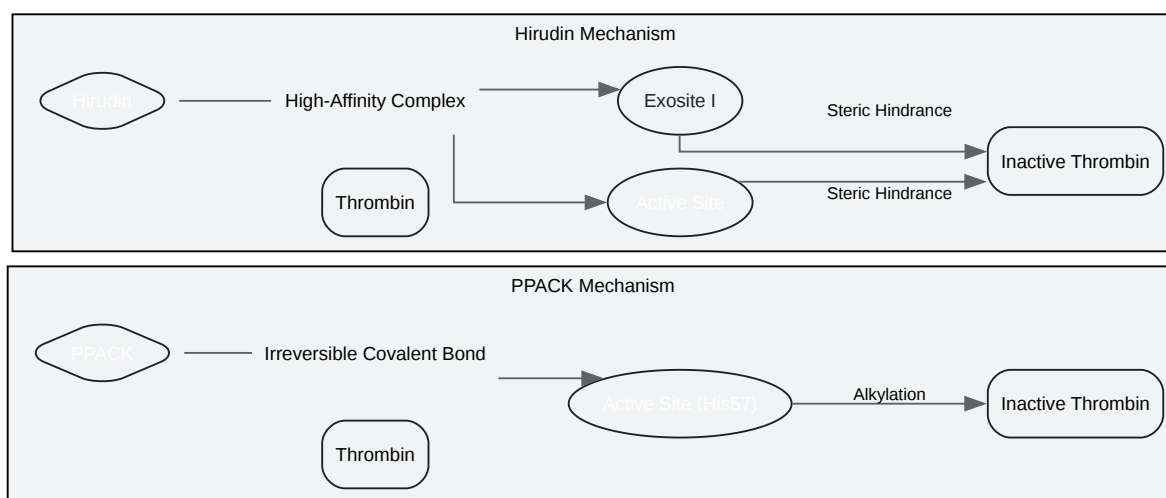 Hirudin Mechanism
Hirudin
High-Affinity Complex
Exosite I
Steric Hindrance
Inactive Thrombin
Thrombin
Active Site
Steric Hindrance
PPACK Mechanism
PPACK
Irreversible Covalent Bond
Active Site (His57)
Alkylation
Inactive Thrombin
Thrombin